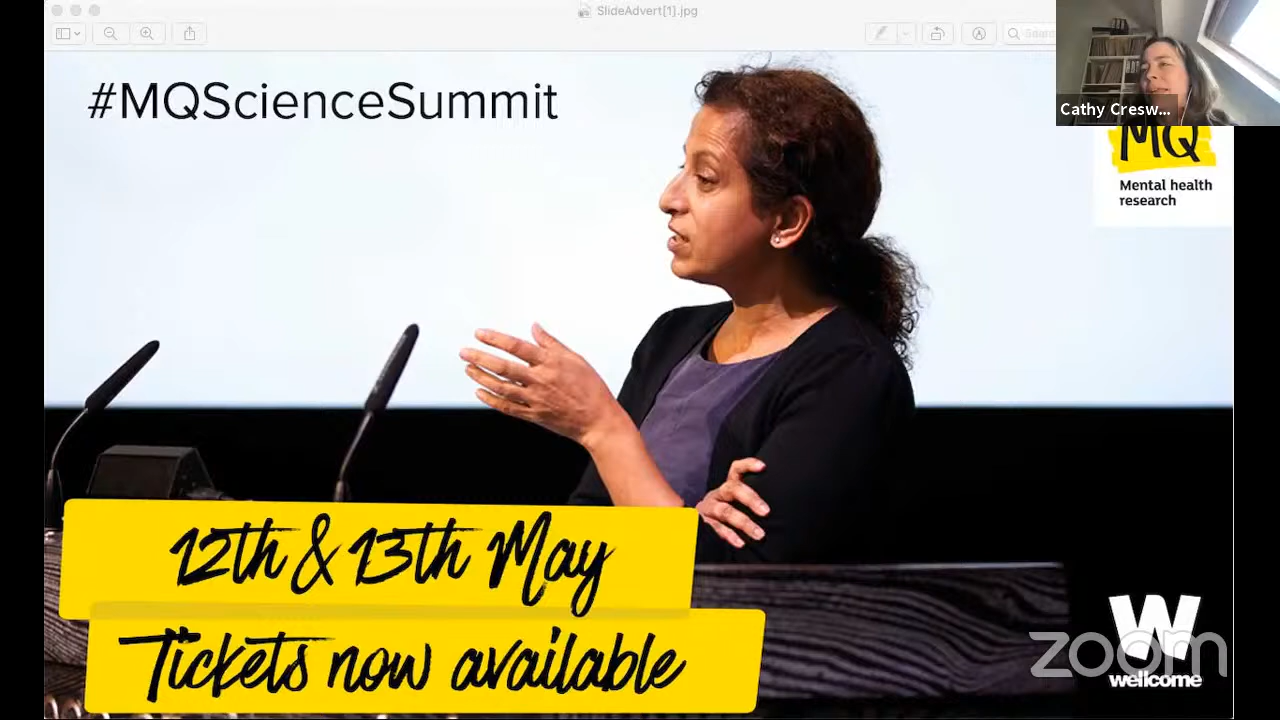 SlideAdvert[1].jpg
#MQScienceSummit
Cathy Cresw...
MQ
Mental health
research
12th & 13th May
Tickets now available
W
wellcome
zoom